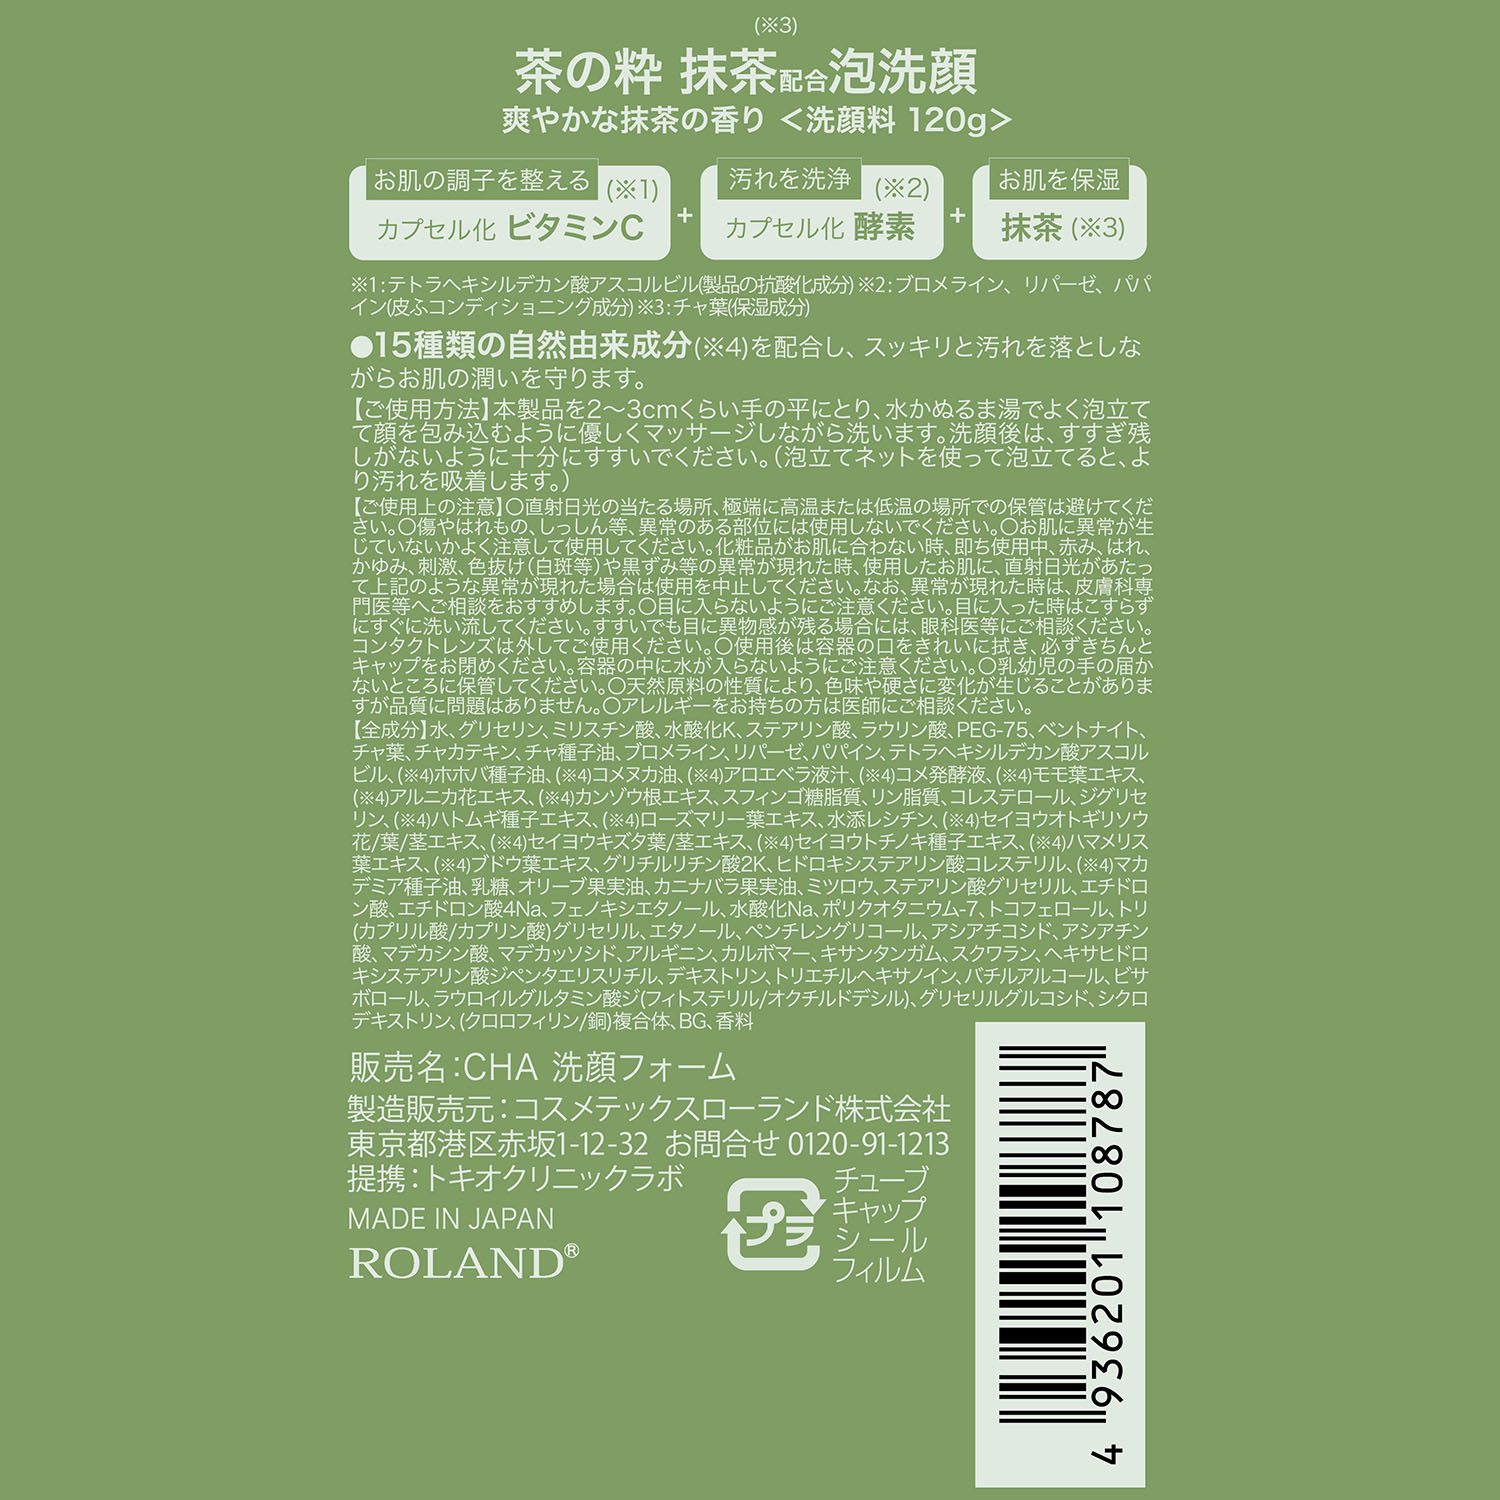 (※3)
茶の粋 抹茶配合泡洗顔
爽やかな抹茶の香り ＜洗顔料 120g＞
お肌の調子を整える (※1)
カプセル化 ビタミンC
+
汚れを洗浄 (※2)
カプセル化 酵素
+
お肌を保湿
抹茶 (※3)
※1:テトラヘキシルデカン酸アスコルビル(製品の抗酸化成分) ※2:ブロメライン、リパーゼ、パパ
イン(皮ふコンディショニング成分) ※3:チャ葉(保湿成分)
●15種類の自然由来成分(※4)を配合し、スッキリと汚れを落としな
がらお肌の潤いを守ります。
【ご使用方法】本製品を2〜3cmくらい手の平にとり、水かぬるま湯でよく泡立て
て顔を包み込むように優しくマッサージしながら洗います。洗顔後は、すすぎ残
しがないように十分にすすいでください。（泡立てネットを使って泡立てると、よ
り汚れを吸着します。）
【ご使用上の注意】〇直射日光の当たる場所、極端に高温または低温の場所での保管は避けてくだ
さい。〇傷やはれもの、しっしん等、異常のある部位には使用しないでください。〇お肌に異常が生
じていないかよく注意して使用してください。化粧品がお肌に合わない時、即ち使用中、赤み、はれ、
かゆみ、刺激、色抜け（白斑等）や黒ずみ等の異常が現れた時、使用したお肌に、直射日光があたっ
て上記のような異常が現れた場合は使用を中止してください。なお、異常が現れた時は、皮膚科専
門医等へご相談をおすすめします。〇目に入らないようにご注意ください。目に入った時はこすらず
にすぐに洗い流してください。すすいでも目に異物感が残る場合には、眼科医等にご相談ください。
コンタクトレンズは外してご使用ください。〇使用後は容器の口をきれいに拭き、必ずきちんと
キャップをお閉めください。容器の中に水が入らないようにご注意ください。〇乳幼児の手の届か
ないところに保管してください。〇天然原料の性質により、色味や硬さに変化が生じることがありま
すが品質に問題はありません。〇アレルギーをお持ちの方は医師にご相談ください。
【全成分】水、グリセリン、ミリスチン酸、水酸化K、ステアリン酸、ラウリン酸、PEG-75、ベントナイト、
チャ葉、チャカテキン、チャ種子油、ブロメライン、リパーゼ、パパイン、テトラヘキシルデカン酸アスコル
ビル、(※4)ホホバ種子油、(※4)コメヌカ油、(※4)アロエベラ液汁、(※4)コメ発酵液、(※4)モモ葉エキス、
(※4)アルニカ花エキス、(※4)カンゾウ根エキス、スフィンゴ糖脂質、リン脂質、コレステロール、ジグリセ
リン、(※4)ハトムギ種子エキス、(※4)ローズマリー葉エキス、水添レシチン、(※4)セイヨウオトギリソウ
花/葉/茎エキス、(※4)セイヨウキズタ葉/茎エキス、(※4)セイヨウトチノキ種子エキス、(※4)ハマメリス
葉エキス、(※4)ブドウ葉エキス、グリチルリチン酸2K、ヒドロキシステアリン酸コレステリル、(※4)マカ
デミア種子油、乳糖、オリーブ果実油、カニナバラ果実油、ミツロウ、ステアリン酸グリセリル、エチドロ
ン酸、エチドロン酸4Na、フェノキシエタノール、水酸化Na、ポリクオタニウム-7、トコフェロール、トリ
(カプリル酸/カプリン酸)グリセリル、エタノール、ペンチレングリコール、アシアチコシド、アシアチン
酸、マデカシン酸、マデカッソシド、アルギニン、カルボマー、キサンタンガム、スクワラン、ヘキサヒドロ
キシステアリン酸ジペンタエリスリチル、デキストリン、トリエチルヘキサノイン、バチルアルコール、ビサ
ボロール、ラウロイルグルタミン酸ジ(フィトステリル/オクチルドデシル)、グリセリルグルコシド、シクロ
デキストリン、(クロロフィリン/銅)複合体、BG、香料
販売名:CHA 洗顔フォーム
製造販売元:コスメテックスローランド株式会社
東京都港区赤坂1-12-32 お問合せ 0120-91-1213
提携:トキオクリニックラボ
MADE IN JAPAN
ROLAND®
プラ
チューブ
キャップ
シール
フィルム
4 936201 108787